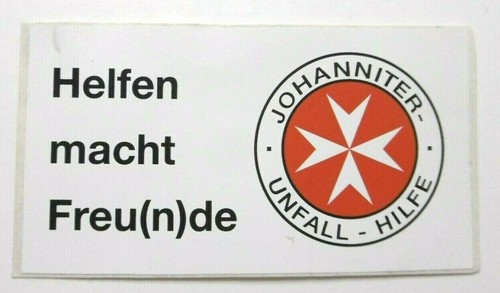 Helfen
macht
Freu(n)de
· JOHANNITER- ·
UNFALL - HILFE